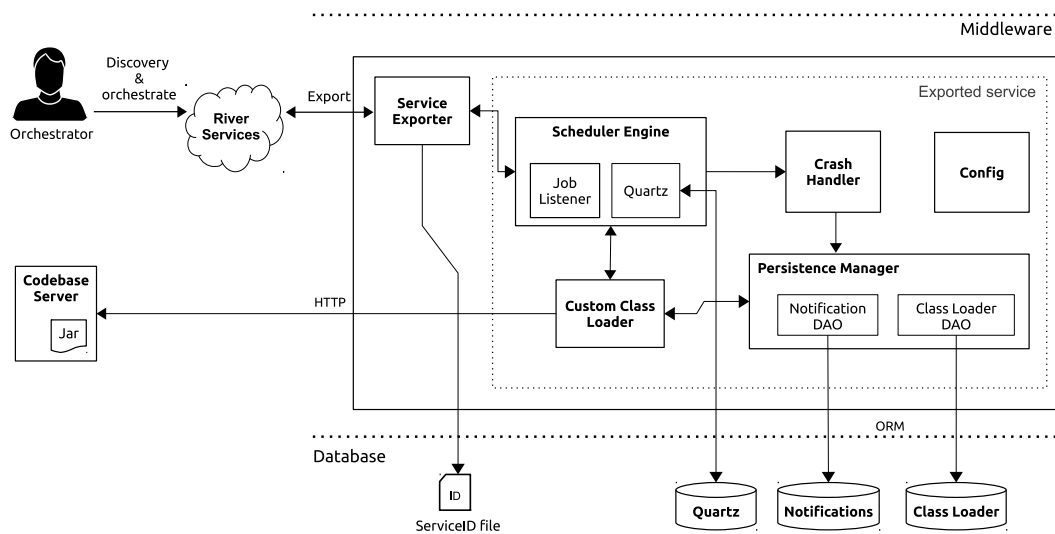 Middleware
Discovery
&
orchestrate
Orchestrator
River
Services
Export
Service
Exporter
Exported service
Scheduler Engine
Job
Listener
Quartz
Crash
Handler
Config
Codebase
Server
Jar
HTTP
Custom Class
Loader
Persistence Manager
Notification
DAO
Class Loader
DAO
ORM
Database
ID
ServiceID file
Quartz
Notifications
Class Loader